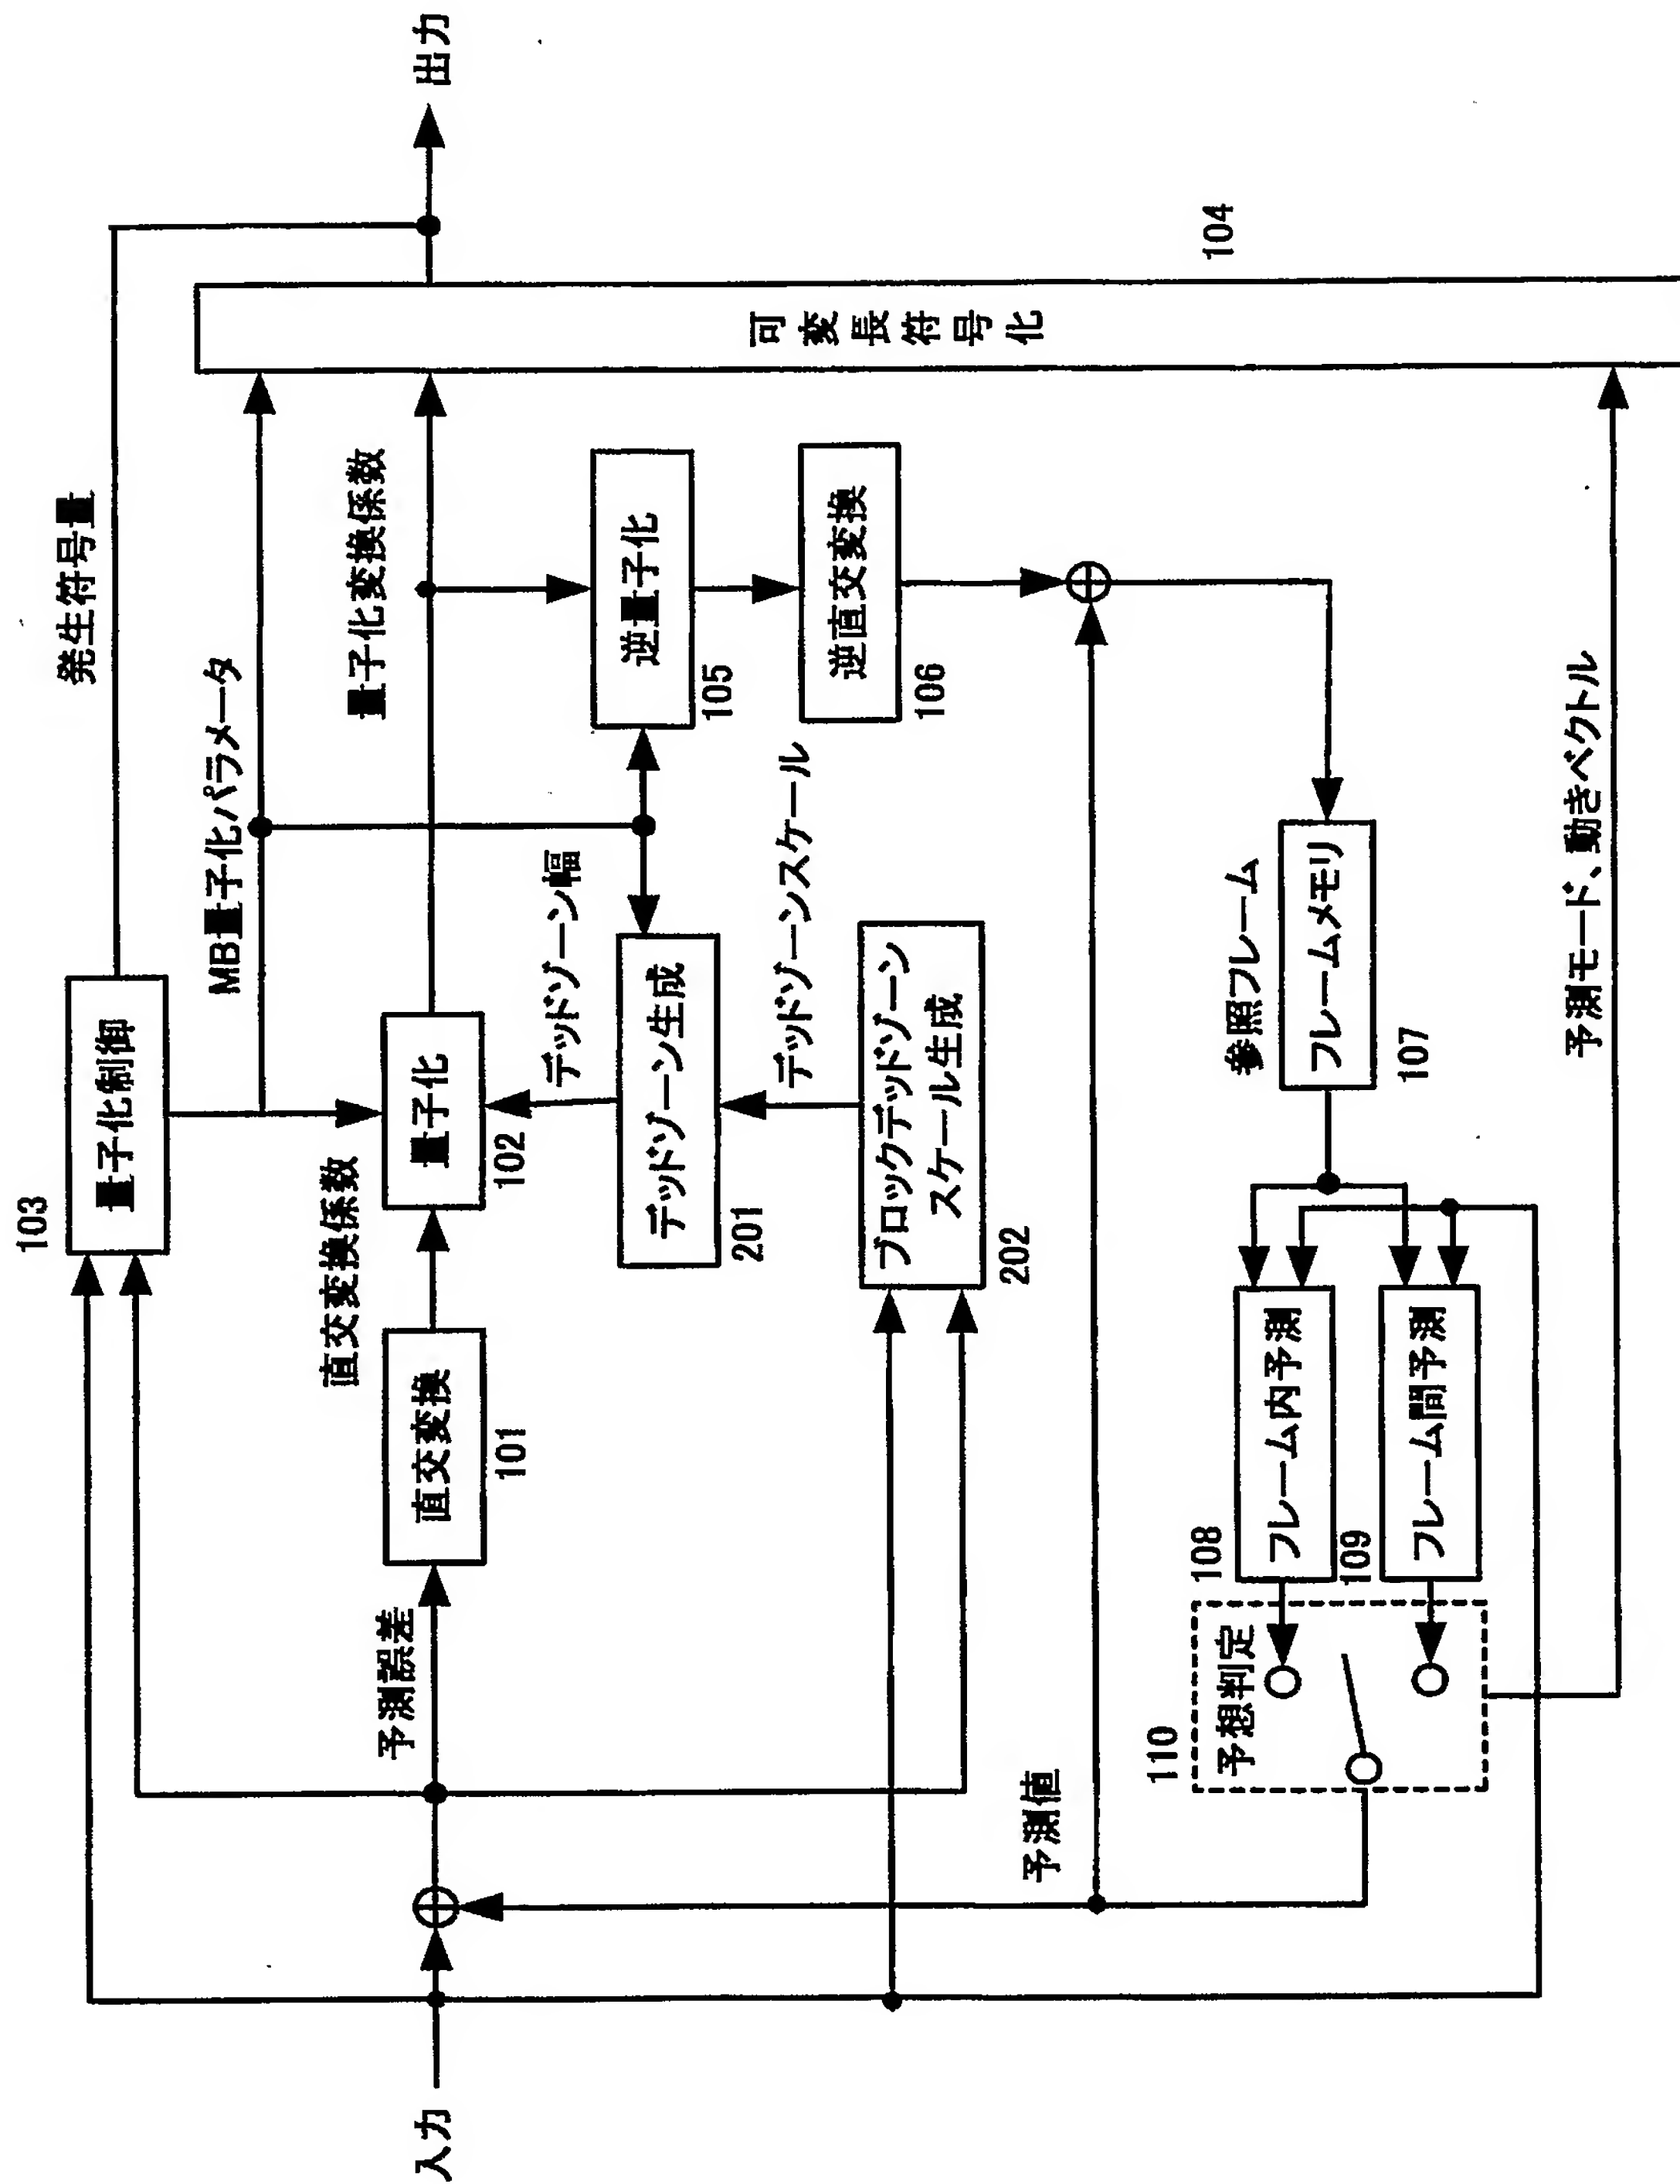 発生符号量
103
量子化制御
MB量子化パラメータ
入力
予測誤差
直交変換
101
直交変換係数
量子化
102
量子化変換係数
出力
デッドゾーン幅
デッドゾーン生成
201
逆量子化
105
デッドゾーンスケール
ブロックデッドゾーン
スケール生成
202
逆直交変換
106
可変長符号化
104
予測値
参照フレーム
フレームメモリ
107
108
フレーム内予測
109
フレーム間予測
110
予想判定
予測モード、動きベクトル